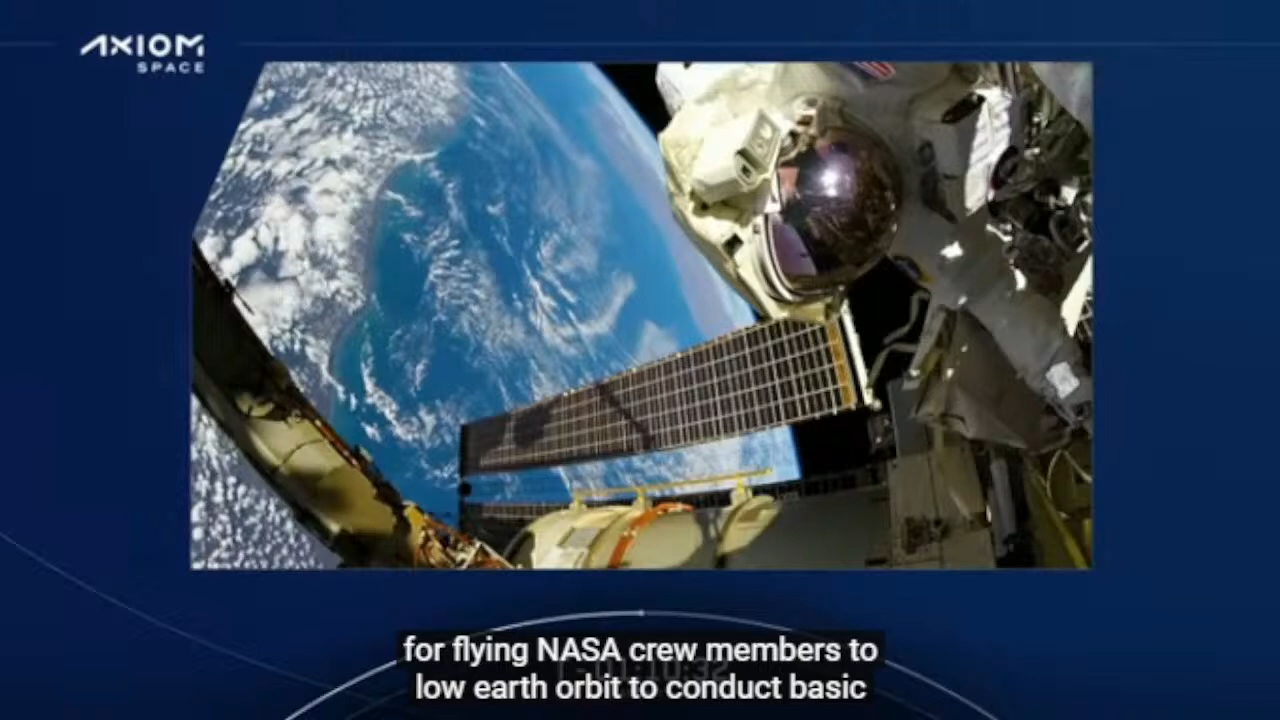 AXIOM
SPACE
for flying NASA crew members to
low earth orbit to conduct basic